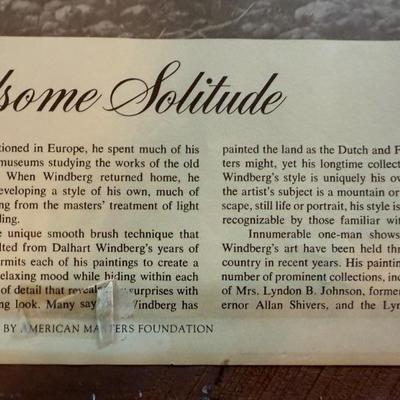 some Solitude
tioned in Europe, he spent much of his
museums studying the works of the old
When Windberg returned home, he
eveloping a style of his own, much of
ng from the masters' treatment of light
ding.
e unique smooth brush technique that
lted from Dalhart Windberg's years of
ermits each of his paintings to create a
elaxing mood while hiding within each
of detail that surprises with
ng look. Many say Windberg has
BY AMERICAN MASTERS FOUNDATION
painted the land as the Dutch and F
ters might, yet his longtime collect
Windberg's style is uniquely his ow
the artist's subject is a mountain or
scape, still life or portrait, his style is
recognizable by those familiar wit
Innumerable one-man shows
Windberg's art have been held thr
country in recent years. His paintin
number of prominent collections, inc
of Mrs. Lyndon B. Johnson, former
ernor Allan Shivers, and the Lyn